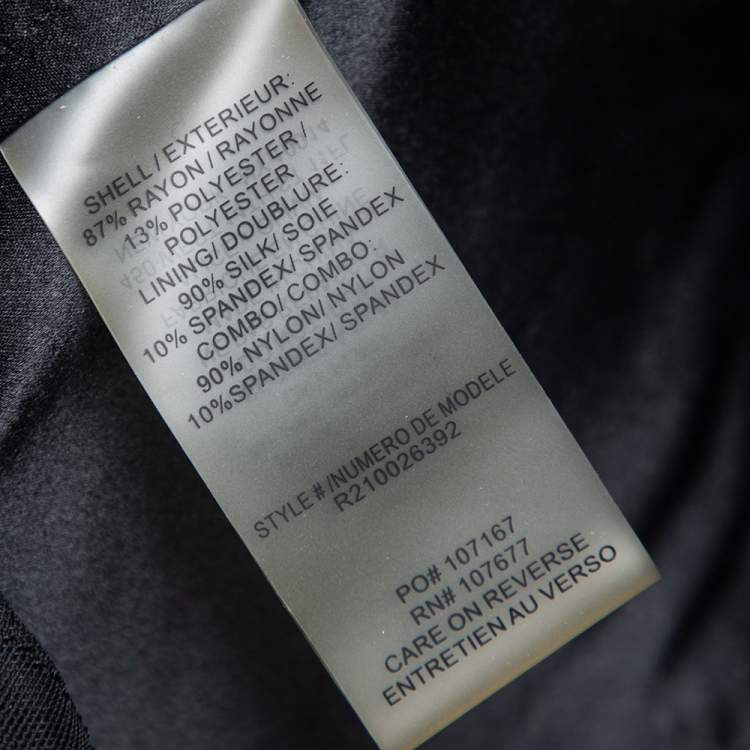 SHELL / EXTERIEUR:
87% RAYON / RAYONNE
13% POLYESTER /
POLYESTER
LINING/ DOUBLURE:
90% SILK/ SOIE
10% SPANDEX/ SPANDEX
COMBO/ COMBO:
90% NYLON/ NYLON
10%SPANDEX/ SPANDEX
STYLE # /NUMERO DE MODELE
R210026392
PO# 107167
RN# 107677
CARE ON REVERSE
ENTRETIEN AU VERSO